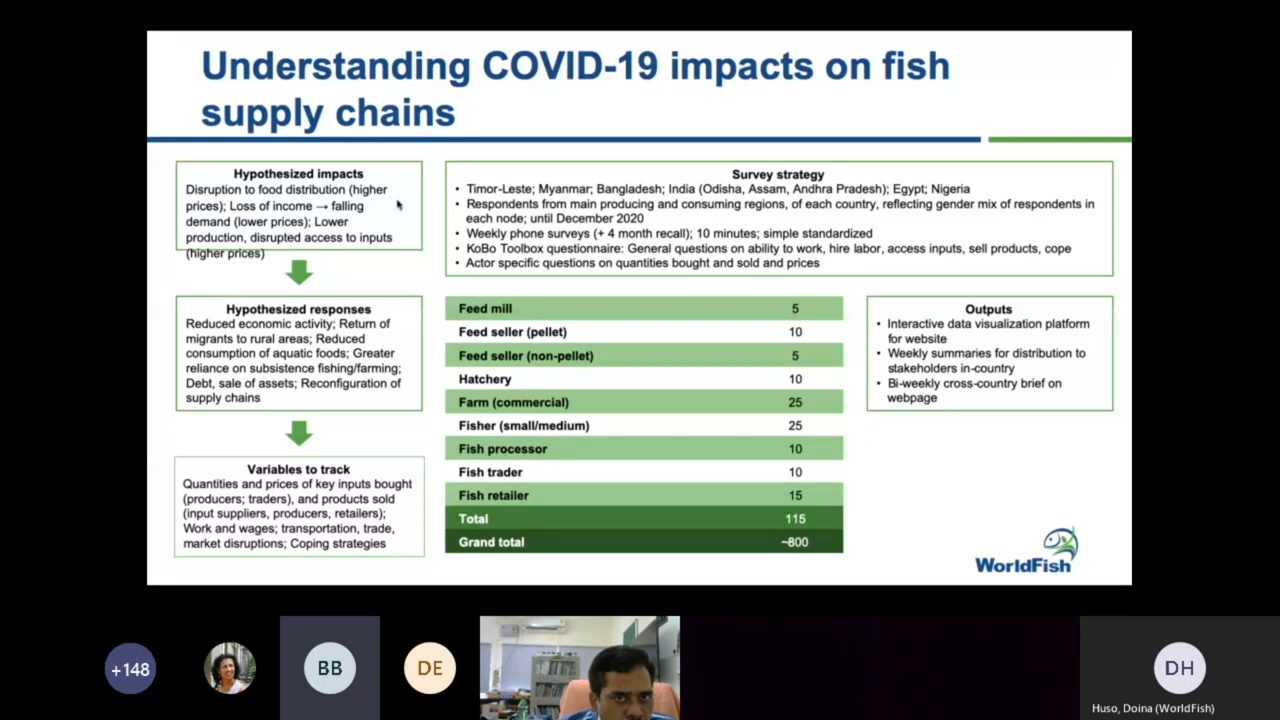 Understanding COVID-19 impacts on fish
supply chains
Hypothesized impacts
Disruption to food distribution (higher
prices); Loss of income → falling
demand (lower prices); Lower
production, disrupted access to inputs
(higher prices)
Hypothesized responses
Reduced economic activity; Return of
migrants to rural areas; Reduced
consumption of aquatic foods; Greater
reliance on subsistence fishing/farming;
Debt, sale of assets; Reconfiguration of
supply chains
Variables to track
Quantities and prices of key inputs bought
(producers; traders), and products sold
(input suppliers, producers, retailers);
Work and wages; transportation, trade,
market disruptions; Coping strategies
Survey strategy
• Timor-Leste; Myanmar; Bangladesh; India (Odisha, Assam, Andhra Pradesh); Egypt; Nigeria
• Respondents from main producing and consuming regions, of each country, reflecting gender mix of respondents in
each node; until December 2020
• Weekly phone surveys (+ 4 month recall); 10 minutes; simple standardized
• KoBo Toolbox questionnaire: General questions on ability to work, hire labor, access inputs, sell products, cope
• Actor specific questions on quantities bought and sold and prices
Feed mill 5
Feed seller (pellet) 10
Feed seller (non-pellet) 5
Hatchery 10
Farm (commercial) 25
Fisher (small/medium) 25
Fish processor 10
Fish trader 10
Fish retailer 15
Total 115
Grand total ~800
Outputs
• Interactive data visualization platform
for website
• Weekly summaries for distribution to
stakeholders in-country
• Bi-weekly cross-country brief on
webpage
WorldFish
+148
BB
DE
DH
Huso, Doina (WorldFish)